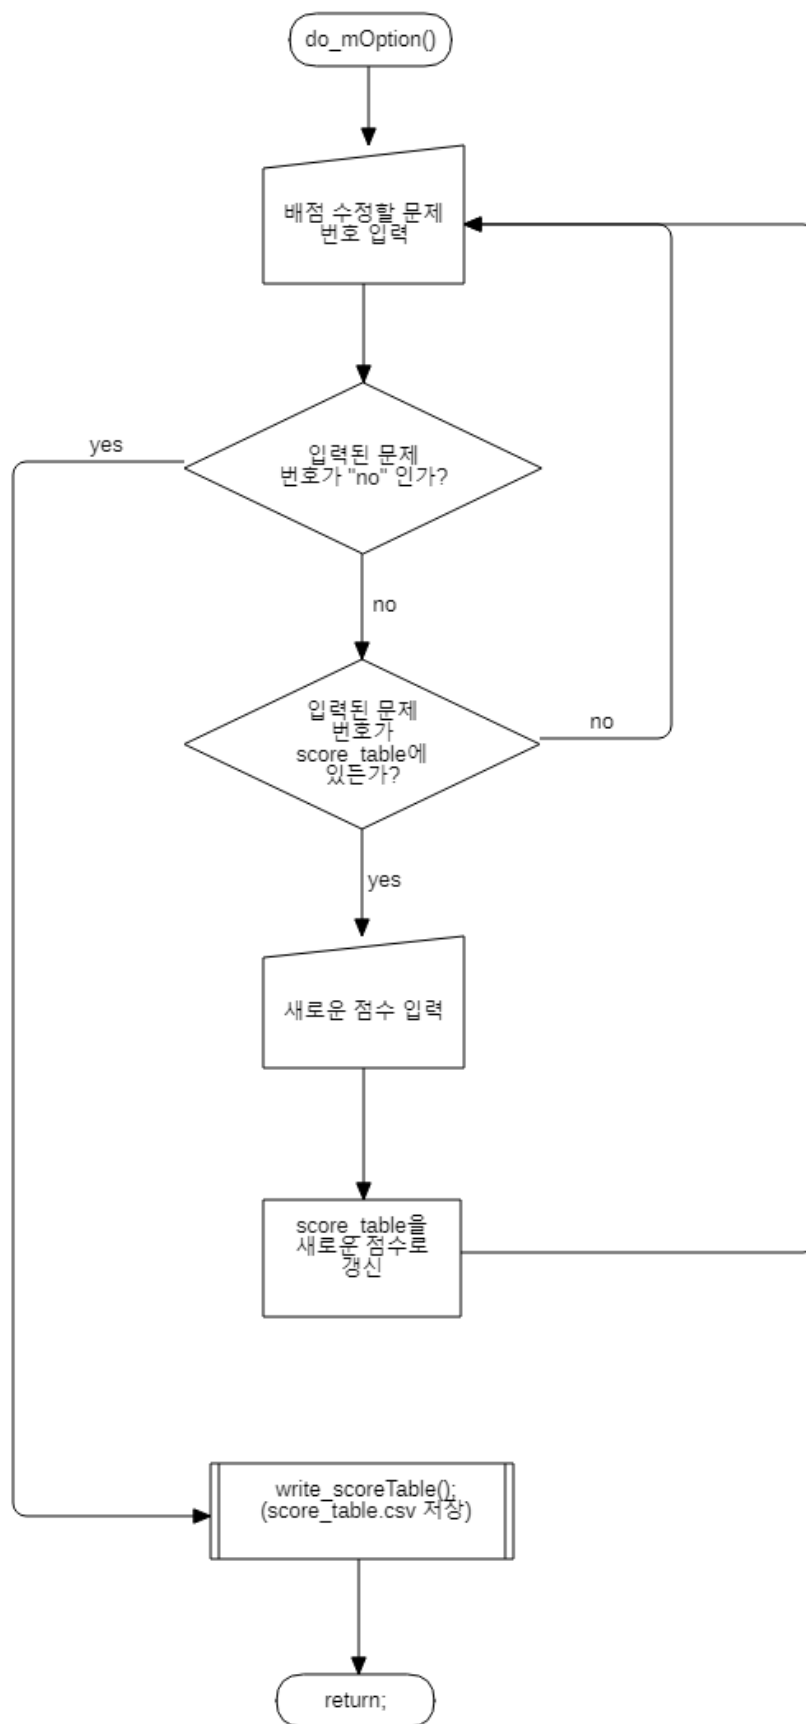 do_mOption()
배점 수정할 문제
번호 입력
yes
입력된 문제
번호가 "no" 인가?
no
입력된 문제
번호가
score_table에
있든가?
no
yes
새로운 점수 입력
score_table을
새로운 점수로
갱신
write_scoreTable();
(score_table.csv 저장)
return;